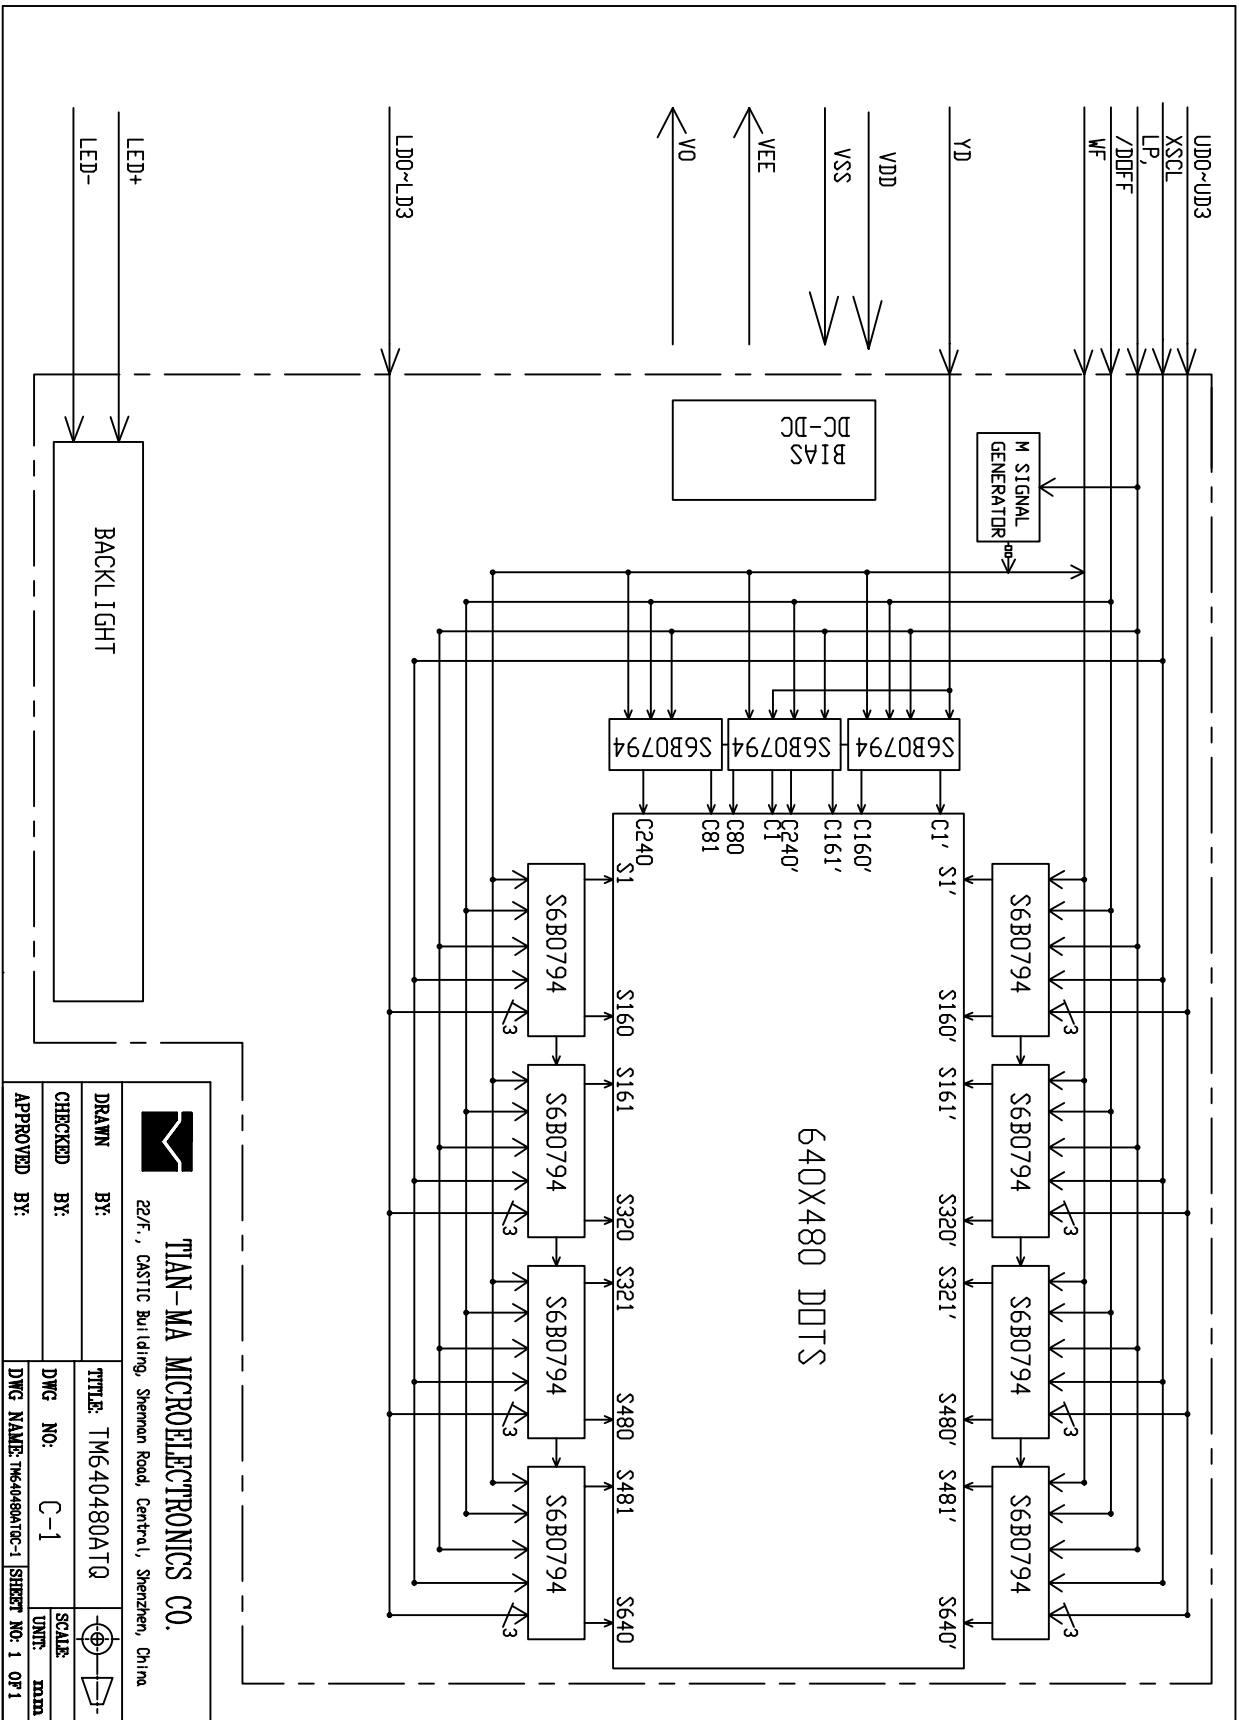 UD0~UD3
XSCL
LP,
/DOFF
WF
YD
VDD
VSS
VEE
V0
LD0~LD3
LED+
LED-
M SIGNAL
GENERATOR
DC-DC
BIAS
BACKLIGHT
S6B0794
S6B0794
S6B0794
S6B0794
3
3
3
3
S1'
S160'
S161'
S320'
S321'
S480'
S481'
S640'
S6B0794
S6B0794
S6B0794
C1'
C160'
C161'
C240'
C1
C80
C81
C240
640X480 DOTS
S1
S160
S161
S320
S321
S480
S481
S640
S6B0794
S6B0794
S6B0794
S6B0794
3
3
3
3
TIAN-MA MICROELECTRONICS CO.
22/F., CASTIC Building, Shennan Road, Central, Shenzhen, China
DRAWN BY:
CHECKED BY:
APPROVED BY:
TITLE: TM640480ATQ
DWG NO: C-1
DWG NAME: TM640480ATQC-1
SCALE:
UNIT: mm
SHEET NO: 1 OF 1